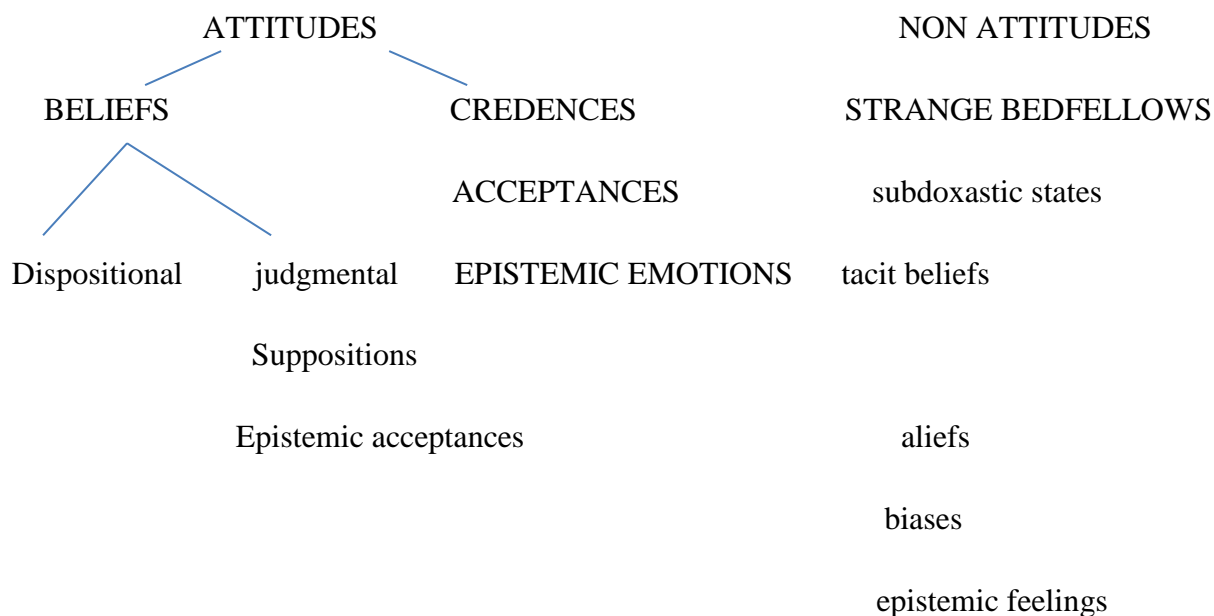 ATTITUDES NON ATTITUDES
BELIEFS CREDENCES STRANGE BEDFELLOWS
ACCEPTANCES subdoxastic states
Dispositional judgmental EPISTEMIC EMOTIONS tacit beliefs
Suppositions
Epistemic acceptances aliefs
biases
epistemic feelings